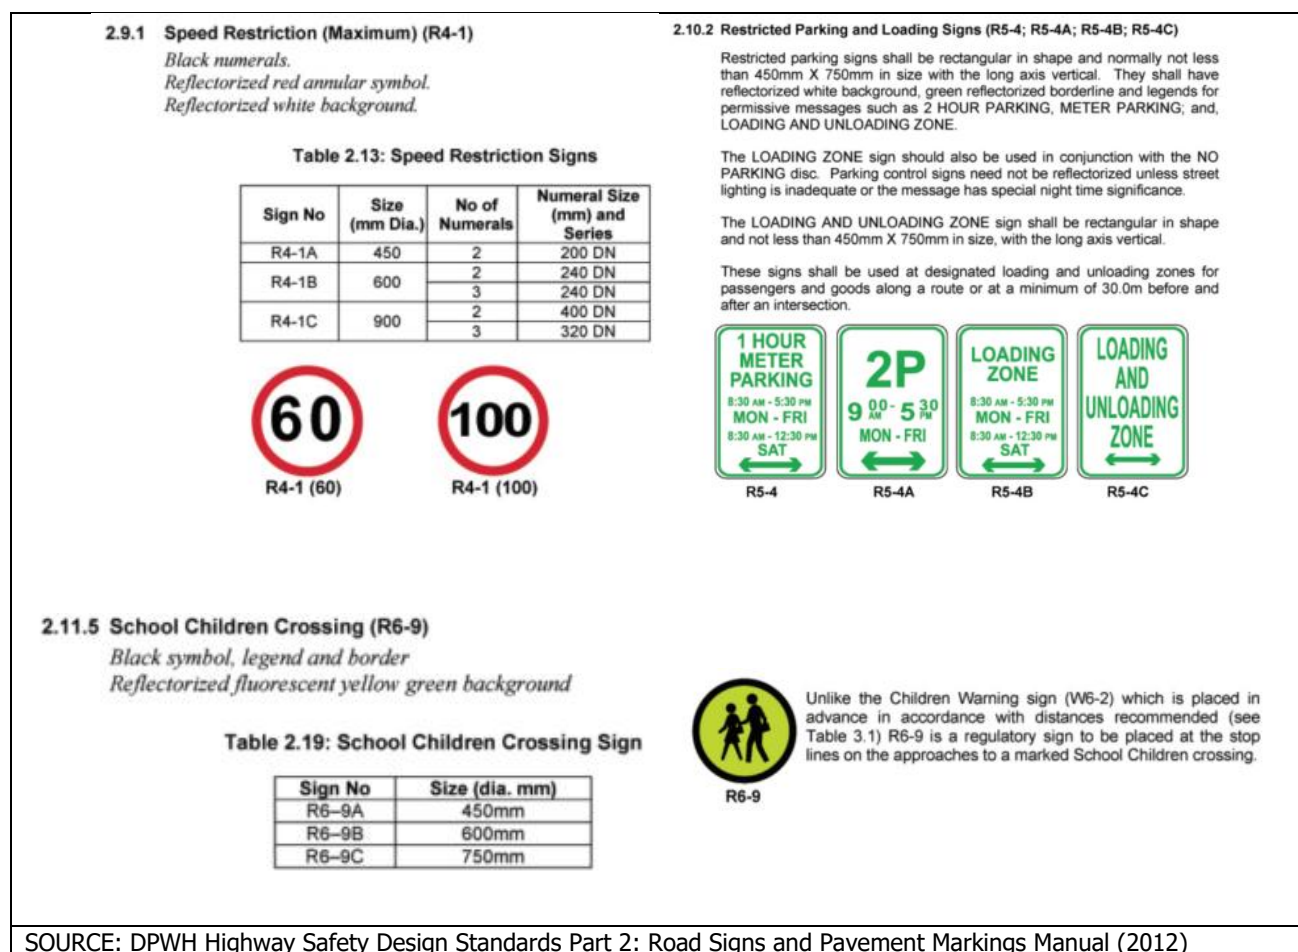 2.9.1 Speed Restriction (Maximum) (R4-1)
Black numerals.
Reflectorized red annular symbol.
Reflectorized white background.
Table 2.13: Speed Restriction Signs
Sign No Size (mm Dia.) No of Numerals Numeral Size (mm) and Series
R4-1A 450 2 200 DN
R4-1B 600 2 240 DN
3 240 DN
R4-1C 900 2 400 DN
3 320 DN
60
100
R4-1 (60)
R4-1 (100)
2.10.2 Restricted Parking and Loading Signs (R5-4; R5-4A; R5-4B; R5-4C)
Restricted parking signs shall be rectangular in shape and normally not less
than 450mm X 750mm in size with the long axis vertical. They shall have
reflectorized white background, green reflectorized borderline and legends for
permissive messages such as 2 HOUR PARKING, METER PARKING; and,
LOADING AND UNLOADING ZONE.
The LOADING ZONE sign should also be used in conjunction with the NO
PARKING disc. Parking control signs need not be reflectorized unless street
lighting is inadequate or the message has special night time significance.
The LOADING AND UNLOADING ZONE sign shall be rectangular in shape
and not less than 450mm X 750mm in size, with the long axis vertical.
These signs shall be used at designated loading and unloading zones for
passengers and goods along a route or at a minimum of 30.0m before and
after an intersection.
1 HOUR
METER
PARKING
8:30 AM - 5:30 PM
MON - FRI
8:30 AM - 12:30 PM
SAT
R5-4
2P
9 00 AM - 5 30 PM
MON - FRI
R5-4A
LOADING
ZONE
8:30 AM - 5:30 PM
MON - FRI
8:30 AM - 12:30 PM
SAT
R5-4B
LOADING
AND
UNLOADING
ZONE
R5-4C
2.11.5 School Children Crossing (R6-9)
Black symbol, legend and border
Reflectorized fluorescent yellow green background
Table 2.19: School Children Crossing Sign
Sign No Size (dia. mm)
R6–9A 450mm
R6–9B 600mm
R6–9C 750mm
R6-9
Unlike the Children Warning sign (W6-2) which is placed in
advance in accordance with distances recommended (see
Table 3.1) R6-9 is a regulatory sign to be placed at the stop
lines on the approaches to a marked School Children crossing.
SOURCE: DPWH Highway Safety Design Standards Part 2: Road Signs and Pavement Markings Manual (2012)